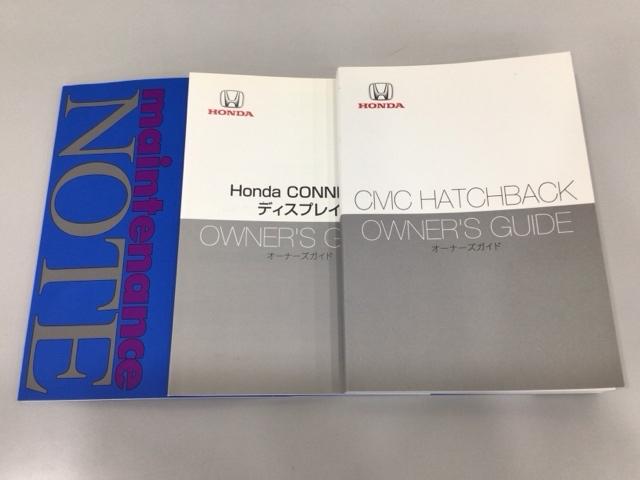 maintenance
NOTE
HONDA
Honda CONN
ディスプレイ
OWNER'S G
オーナーズガイド
HONDA
CIVIC HATCHBACK
OWNER'S GUIDE
オーナーズガイド